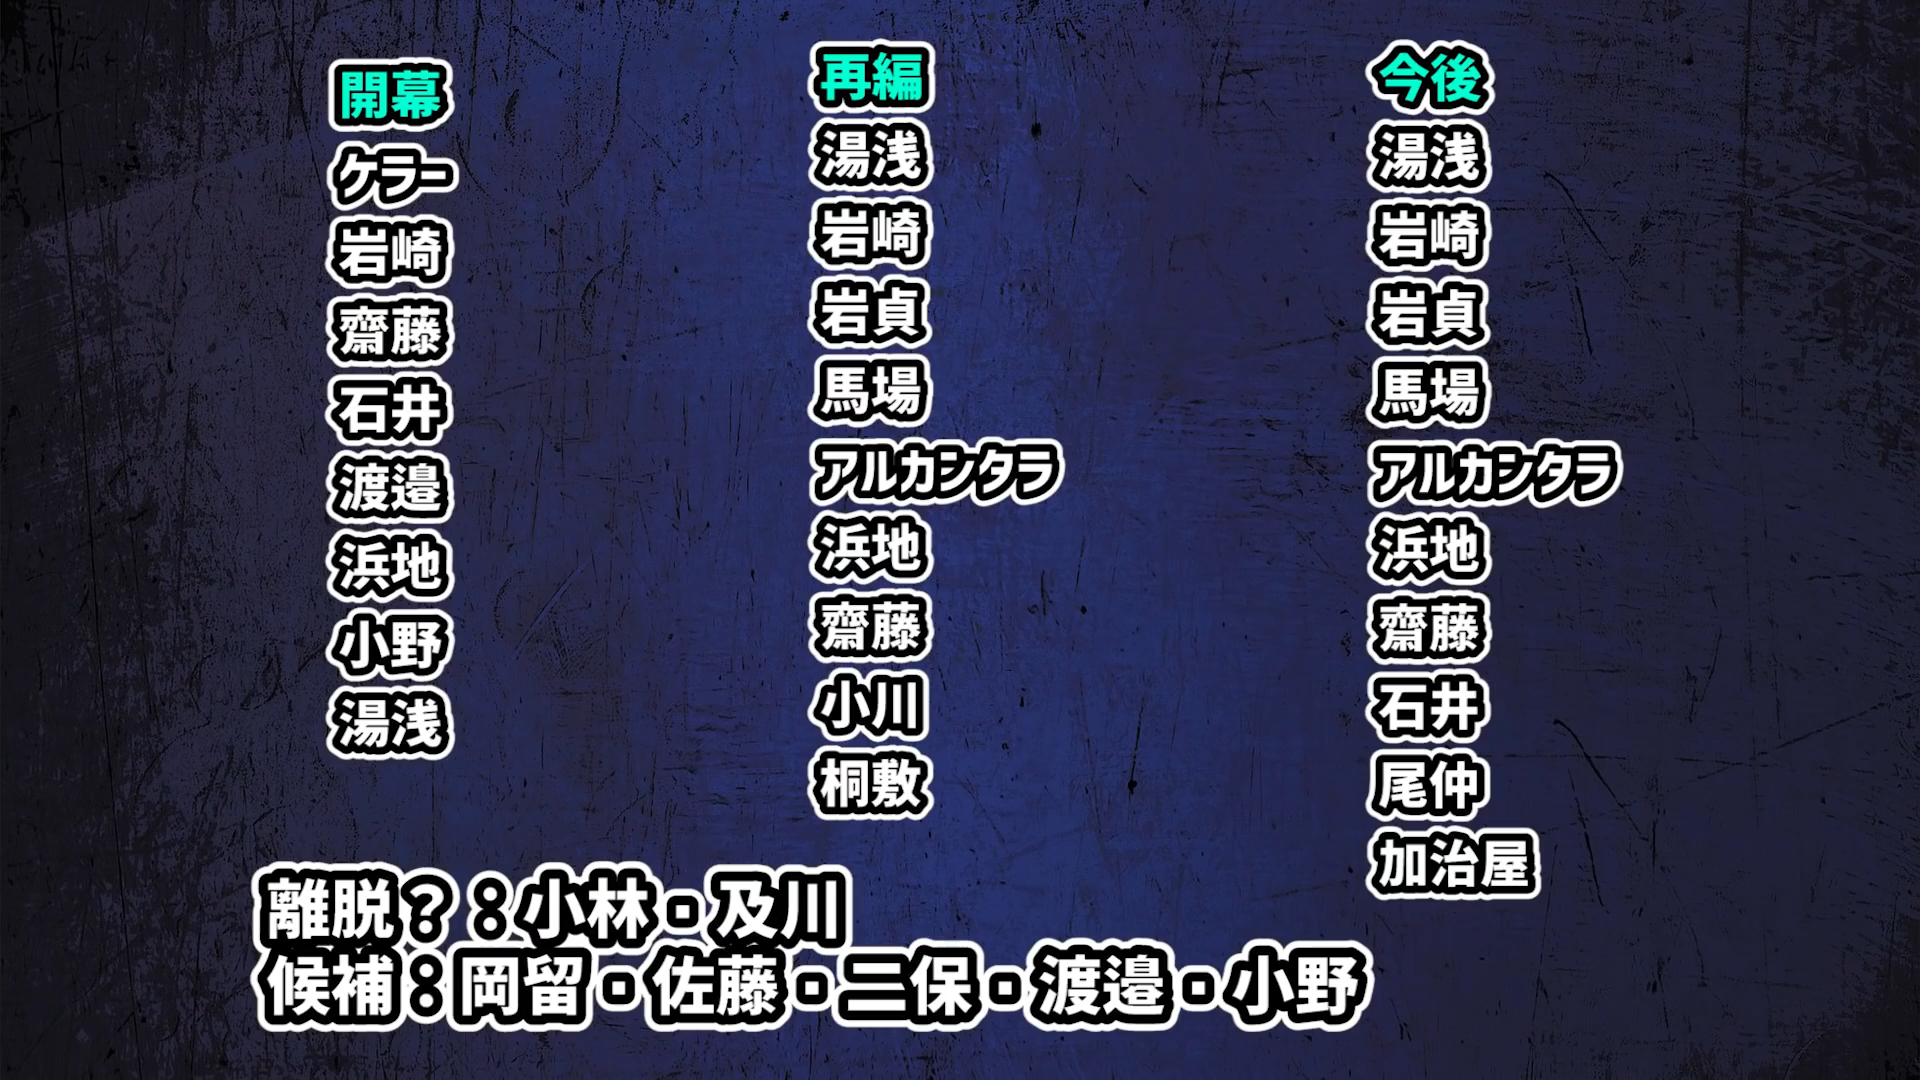 開幕
ケラー
岩崎
齋藤
石井
渡邉
浜地
小野
湯浅
再編
湯浅
岩崎
岩貞
馬場
アルカンタラ
浜地
齋藤
小川
桐敷
今後
湯浅
岩崎
岩貞
馬場
アルカンタラ
浜地
齋藤
石井
尾仲
加治屋
離脱？：小林・及川
候補：岡留・佐藤・二保・渡邉・小野